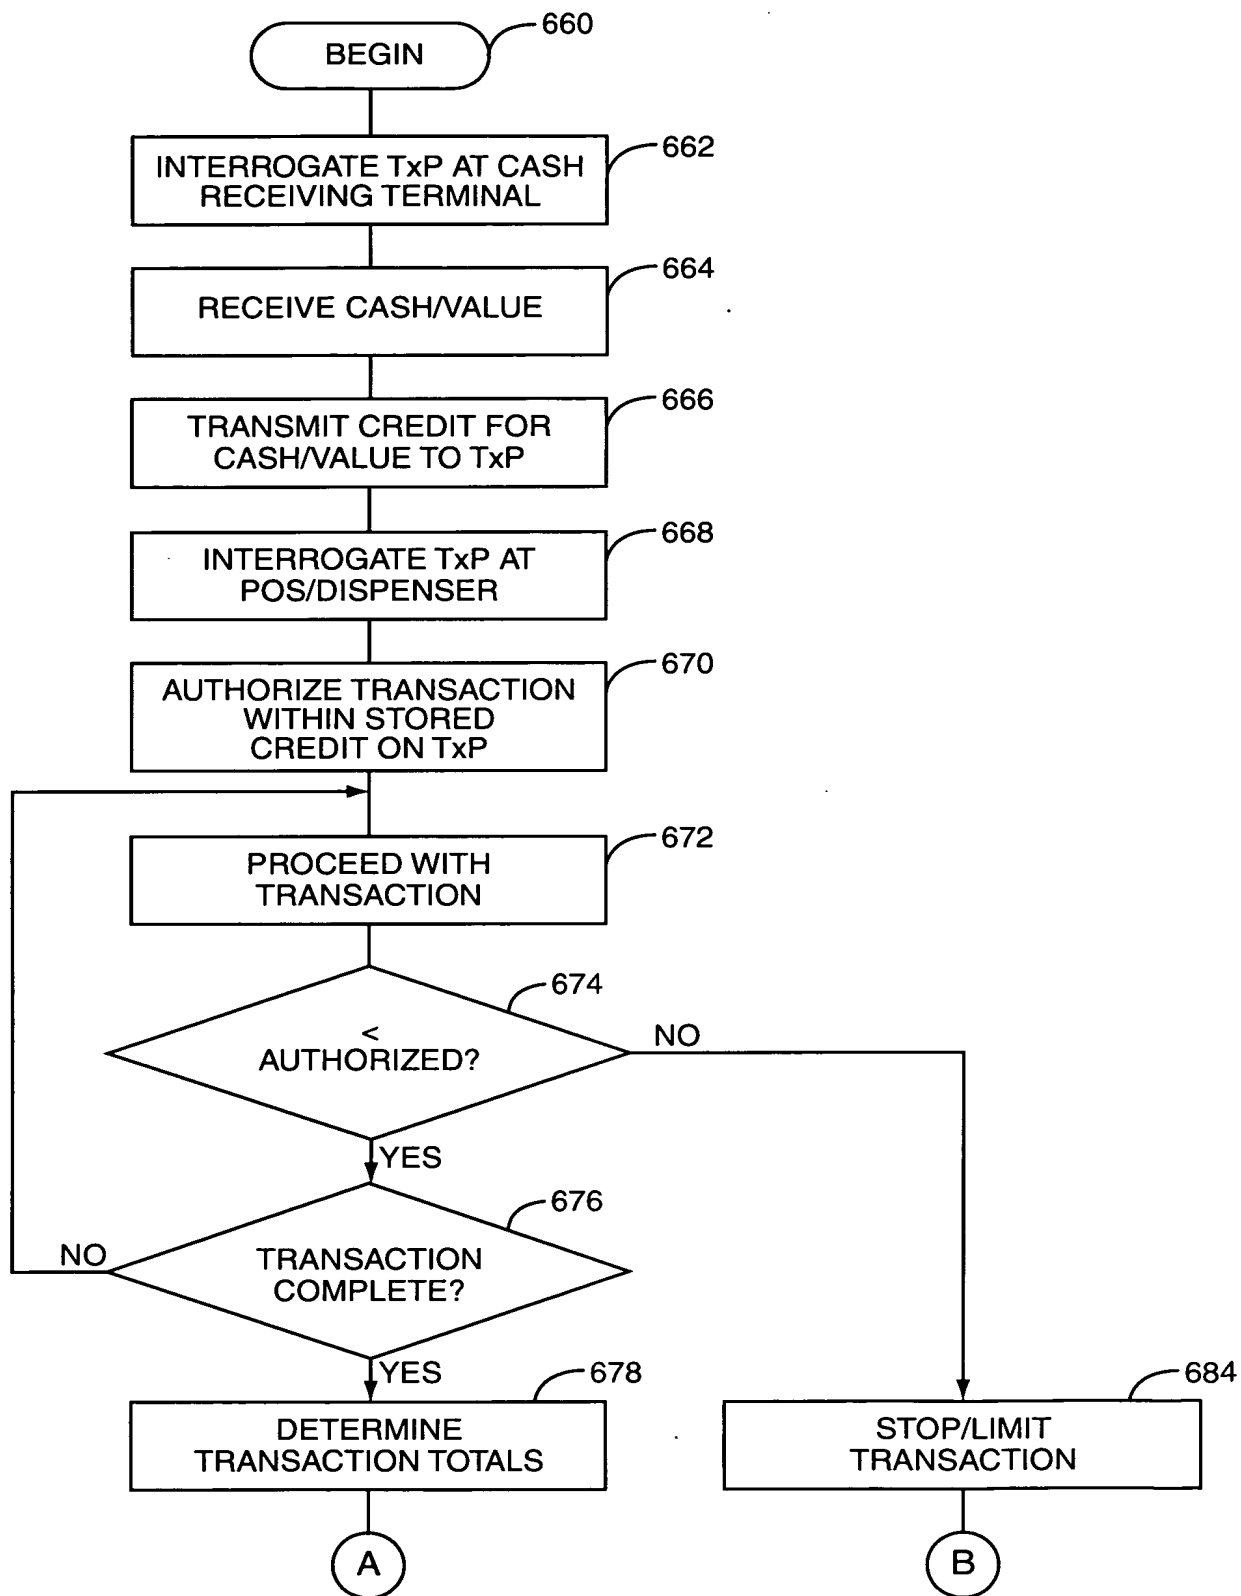 660
BEGIN
662
INTERROGATE TxP AT CASH
RECEIVING TERMINAL
664
RECEIVE CASH/VALUE
666
TRANSMIT CREDIT FOR
CASH/VALUE TO TxP
668
INTERROGATE TxP AT
POS/DISPENSER
670
AUTHORIZE TRANSACTION
WITHIN STORED
CREDIT ON TxP
672
PROCEED WITH
TRANSACTION
674
<
AUTHORIZED?
NO
YES
676
TRANSACTION
COMPLETE?
NO
YES
678
DETERMINE
TRANSACTION TOTALS
684
STOP/LIMIT
TRANSACTION
A
B